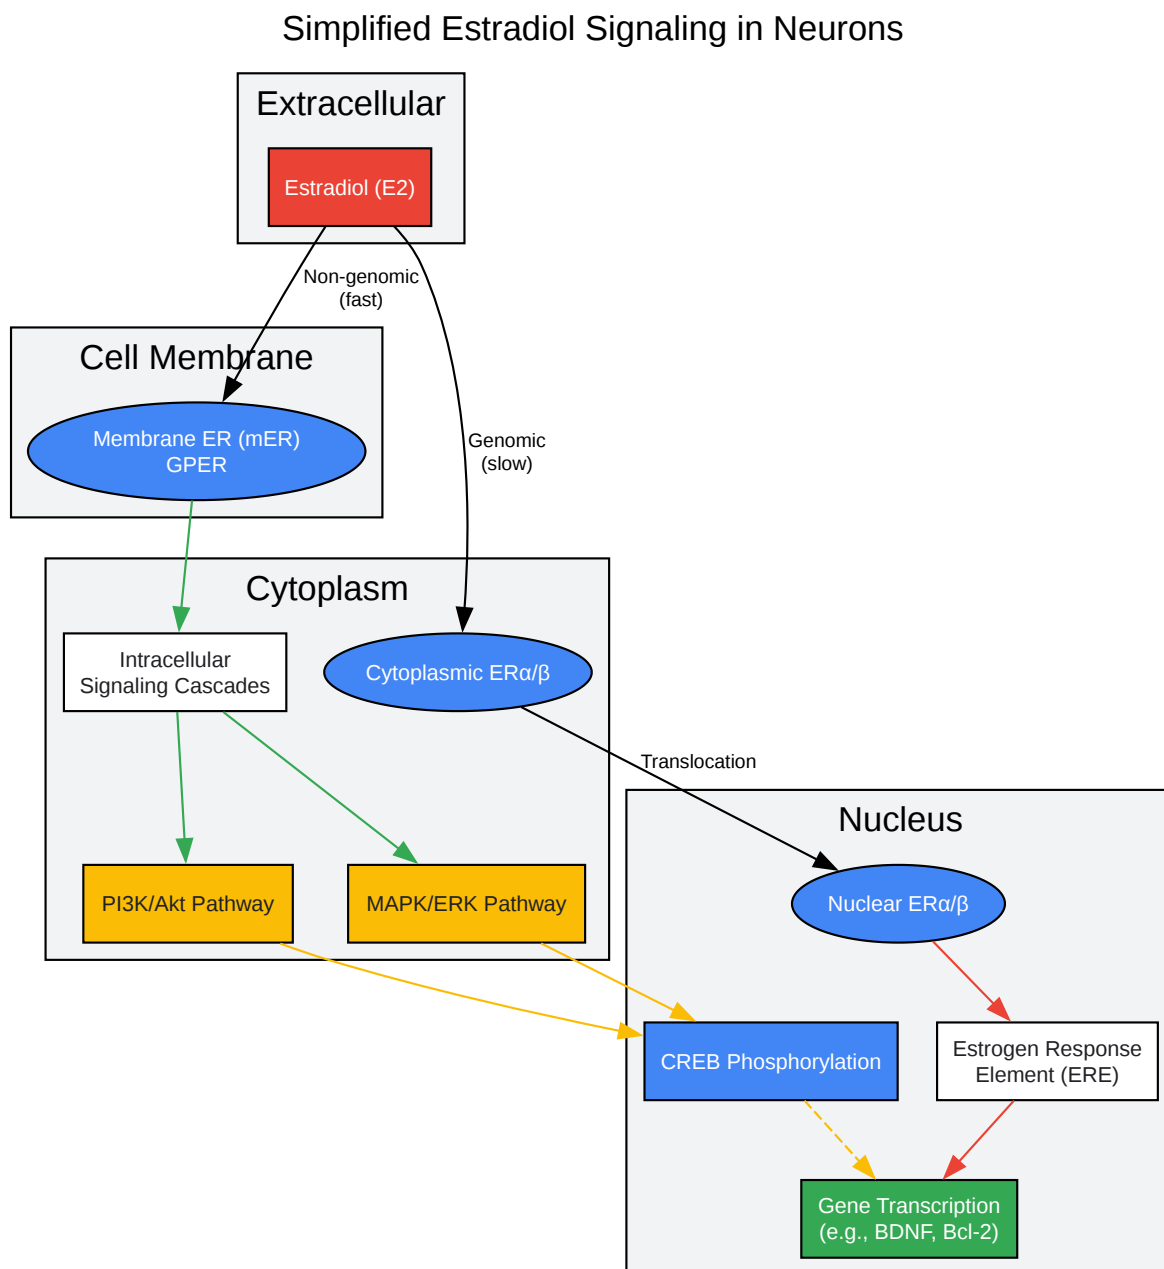 Simplified Estradiol Signaling in Neurons
Extracellular
Estradiol (E2)
Non-genomic
(fast)
Cell Membrane
Membrane ER (mER)
GPER
Genomic
(slow)
Cytoplasm
Intracellular
Signaling Cascades
Cytoplasmic ERα/β
Translocation
Nucleus
PI3K/Akt Pathway
MAPK/ERK Pathway
Nuclear ERα/β
CREB Phosphorylation
Estrogen Response
Element (ERE)
Gene Transcription
(e.g., BDNF, Bcl-2)